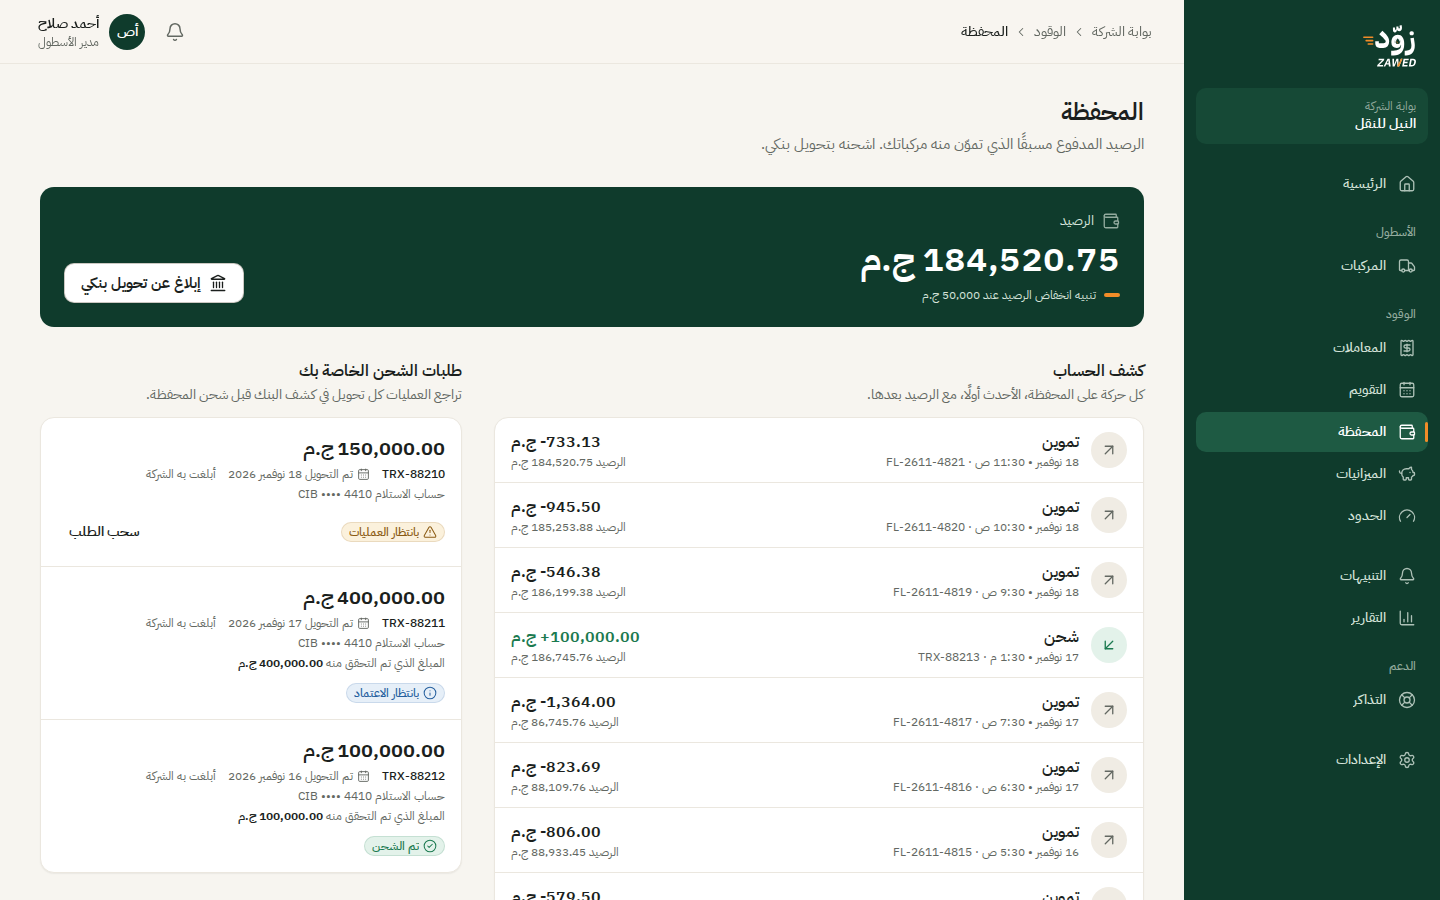 زوّد
ZAWED
بوابة الشركة
النيل للنقل
الرئيسية
الأسطول
المركبات
الوقود
المعاملات
التقويم
المحفظة
الميزانيات
الحدود
التنبيهات
التقارير
الدعم
التذاكر
الإعدادات
بوابة الشركة
الوقود
المحفظة
أص
أحمد صلاح
مدير الأسطول
المحفظة
الرصيد المدفوع مسبقًا الذي تموّن منه مركباتك. اشحنه بتحويل بنكي.
الرصيد
184,520.75 ج.م
تنبيه انخفاض الرصيد عند 50,000 ج.م
إبلاغ عن تحويل بنكي
كشف الحساب
كل حركة على المحفظة، الأحدث أولًا، مع الرصيد بعدها.
تموين
18 نوفمبر • 11:30 ص · FL-2611-4821
-733.13 ج.م
الرصيد 184,520.75 ج.م
تموين
18 نوفمبر • 10:30 ص · FL-2611-4820
-945.50 ج.م
الرصيد 185,253.88 ج.م
تموين
18 نوفمبر • 9:30 ص · FL-2611-4819
-546.38 ج.م
الرصيد 186,199.38 ج.م
شحن
17 نوفمبر • 1:30 م · TRX-88213
+100,000.00 ج.م
الرصيد 186,745.76 ج.م
تموين
17 نوفمبر • 7:30 ص · FL-2611-4817
-1,364.00 ج.م
الرصيد 86,745.76 ج.م
تموين
17 نوفمبر • 6:30 ص · FL-2611-4816
-823.69 ج.م
الرصيد 88,109.76 ج.م
تموين
16 نوفمبر • 5:30 ص · FL-2611-4815
-806.00 ج.م
الرصيد 88,933.45 ج.م
تموين
-579.50 ج.م
طلبات الشحن الخاصة بك
تراجع العمليات كل تحويل في كشف البنك قبل شحن المحفظة.
150,000.00 ج.م
TRX-88210 تم التحويل 18 نوفمبر 2026 أبلغت به الشركة
حساب الاستلام CIB •••• 4410
بانتظار العمليات
سحب الطلب
400,000.00 ج.م
TRX-88211 تم التحويل 17 نوفمبر 2026 أبلغت به الشركة
حساب الاستلام CIB •••• 4410
المبلغ الذي تم التحقق منه 400,000.00 ج.م
بانتظار الاعتماد
100,000.00 ج.م
TRX-88212 تم التحويل 16 نوفمبر 2026 أبلغت به الشركة
حساب الاستلام CIB •••• 4410
المبلغ الذي تم التحقق منه 100,000.00 ج.م
تم الشحن